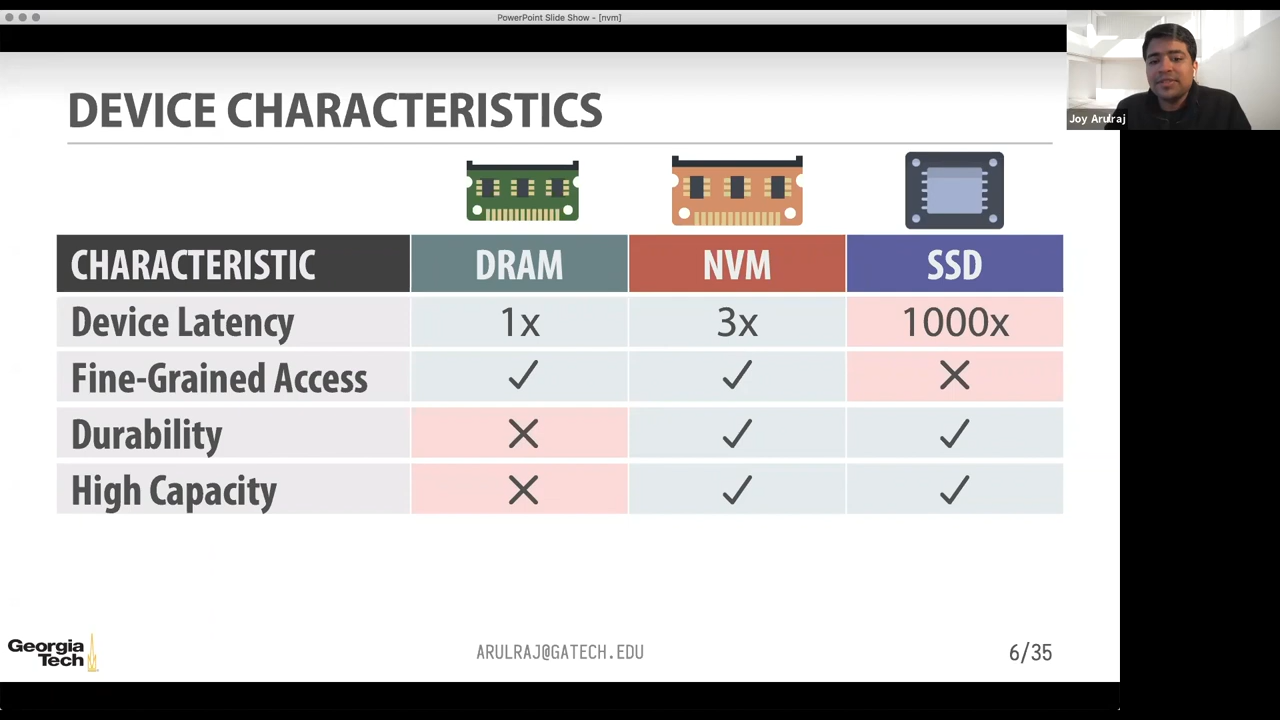 PowerPoint Slide Show - [nvm]
DEVICE CHARACTERISTICS
Joy Arulraj
CHARACTERISTIC DRAM NVM SSD
Device Latency 1x 3x 1000x
Fine-Grained Access ✓ ✓ ✕
Durability ✕ ✓ ✓
High Capacity ✕ ✓ ✓
Georgia
Tech
ARULRAJ@GATECH.EDU
6/35